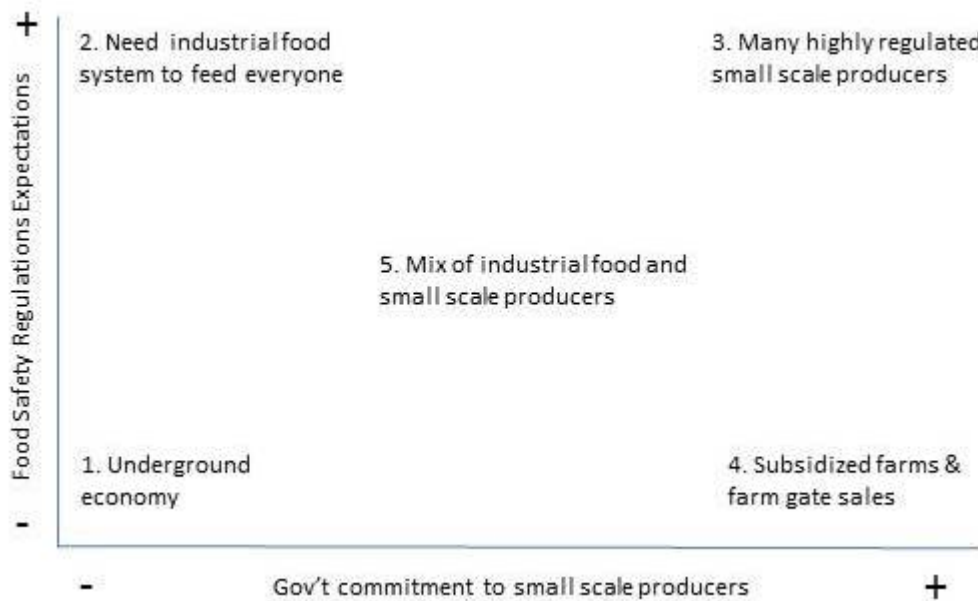 +
2. Need industrial food
system to feed everyone
3. Many highly regulated
small scale producers
Food Safety Regulations Expectations
5. Mix of industrial food and
small scale producers
1. Underground
economy
4. Subsidized farms &
farm gate sales
-
-
Gov't commitment to small scale producers
+